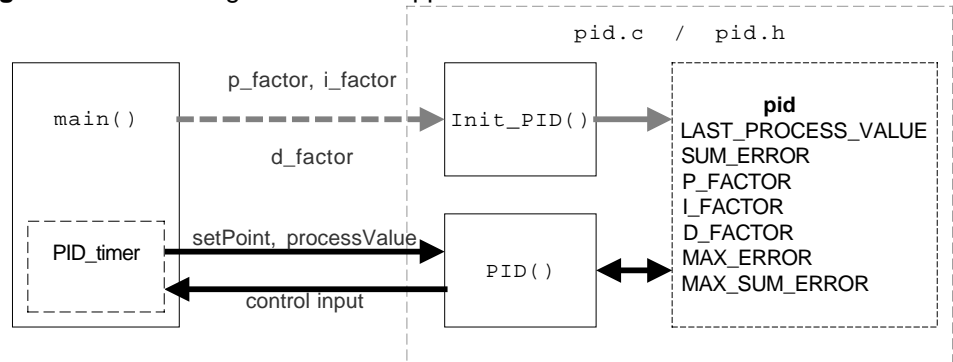 pid.c / pid.h
p_factor, i_factor
main()
Init_PID()
d_factor
pid
LAST_PROCESS_VALUE
SUM_ERROR
P_FACTOR
I_FACTOR
D_FACTOR
MAX_ERROR
MAX_SUM_ERROR
PID_timer
setPoint, processValue
PID()
control input